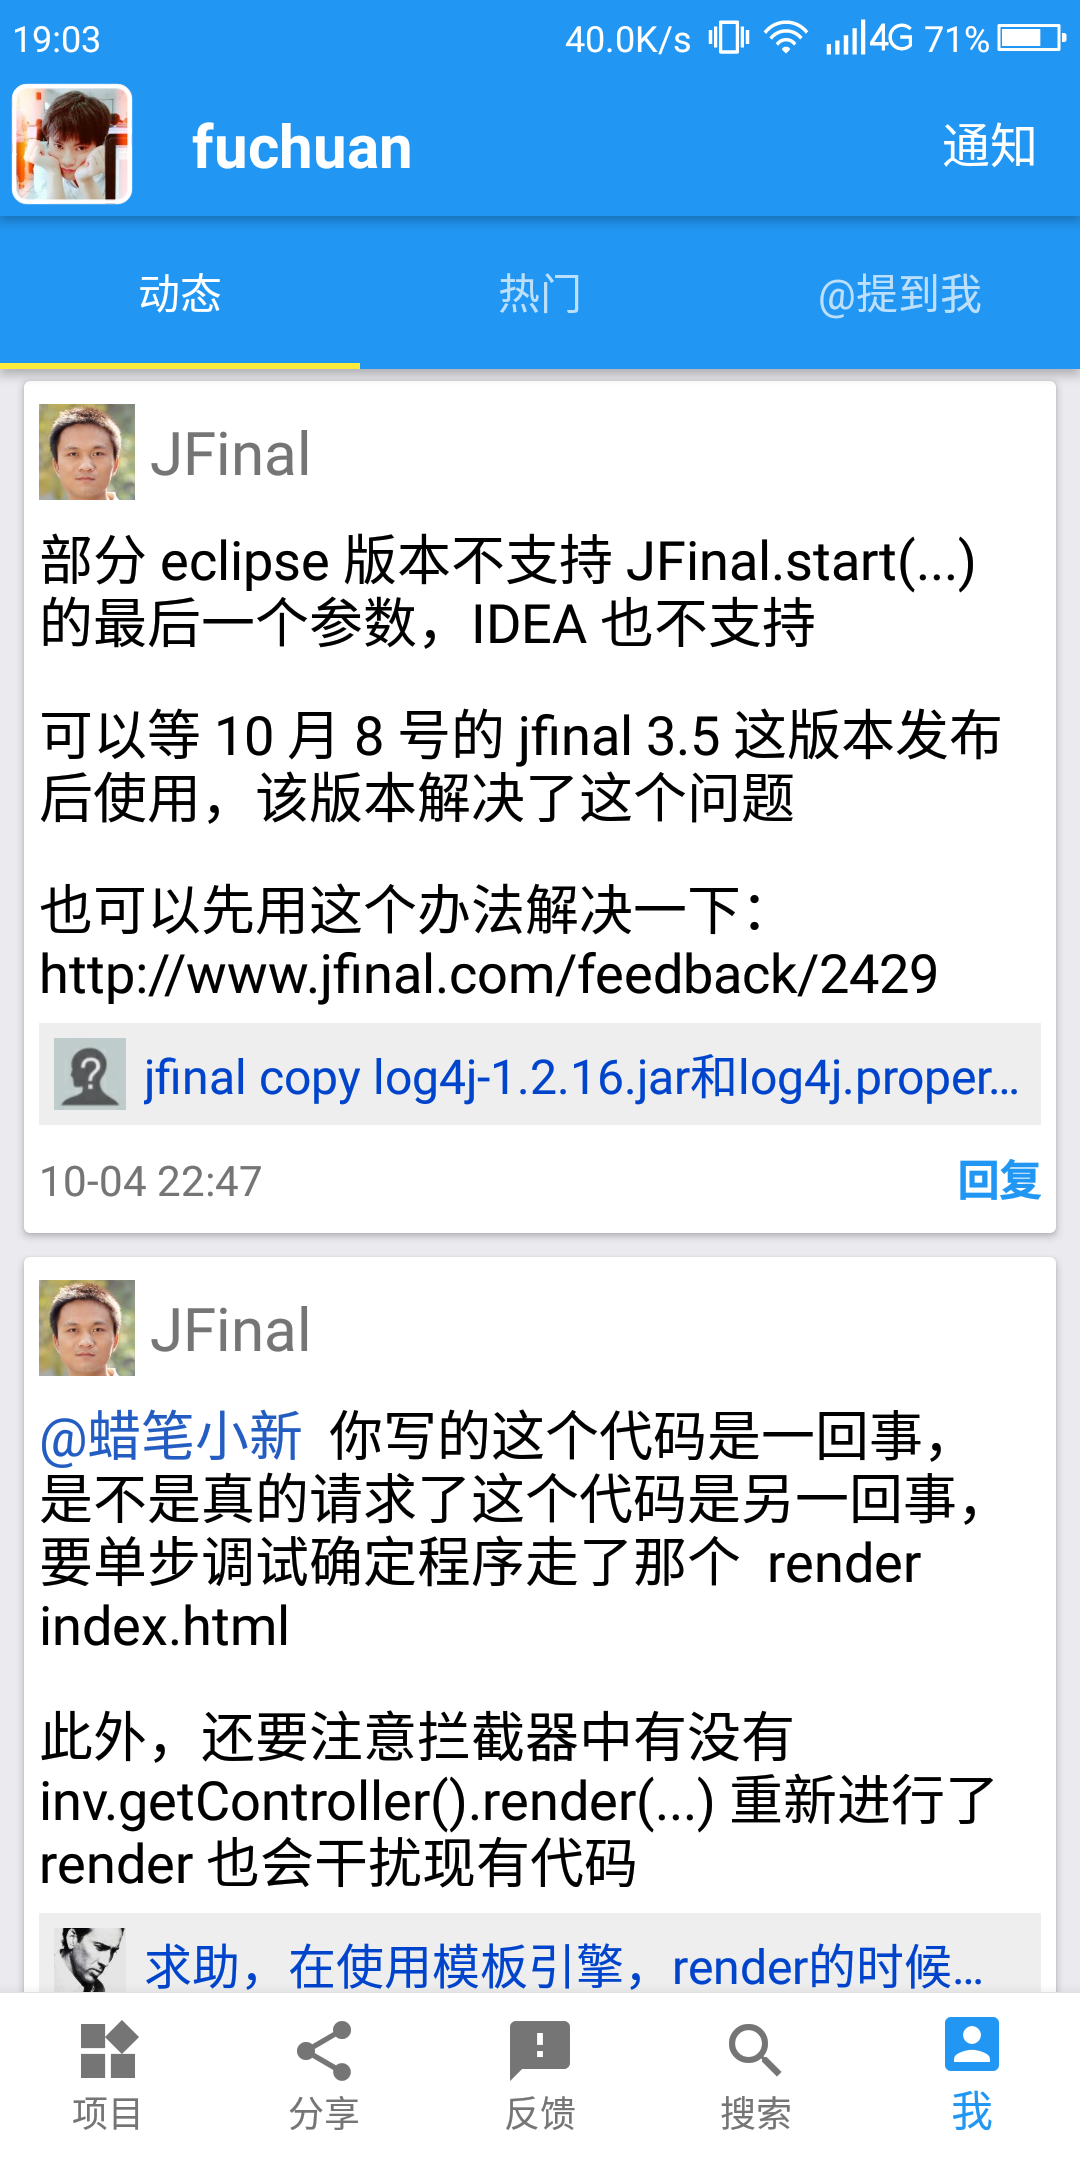 19:03
40.0K/s 4G 71%
fuchuan
通知
动态
热门
@提到我
JFinal
部分 eclipse 版本不支持 JFinal.start(...)
的最后一个参数，IDEA 也不支持
可以等 10 月 8 号的 jfinal 3.5 这版本发布
后使用，该版本解决了这个问题
也可以先用这个办法解决一下：
http://www.jfinal.com/feedback/2429
jfinal copy log4j-1.2.16.jar和log4j.proper...
10-04 22:47
回复
JFinal
@蜡笔小新 你写的这个代码是一回事，
是不是真的请求了这个代码是另一回事，
要单步调试确定程序走了那个 render
index.html
此外，还要注意拦截器中有没有
inv.getController().render(...) 重新进行了
render 也会干扰现有代码
求助，在使用模板引擎，render的时候...
项目
分享
反馈
搜索
我